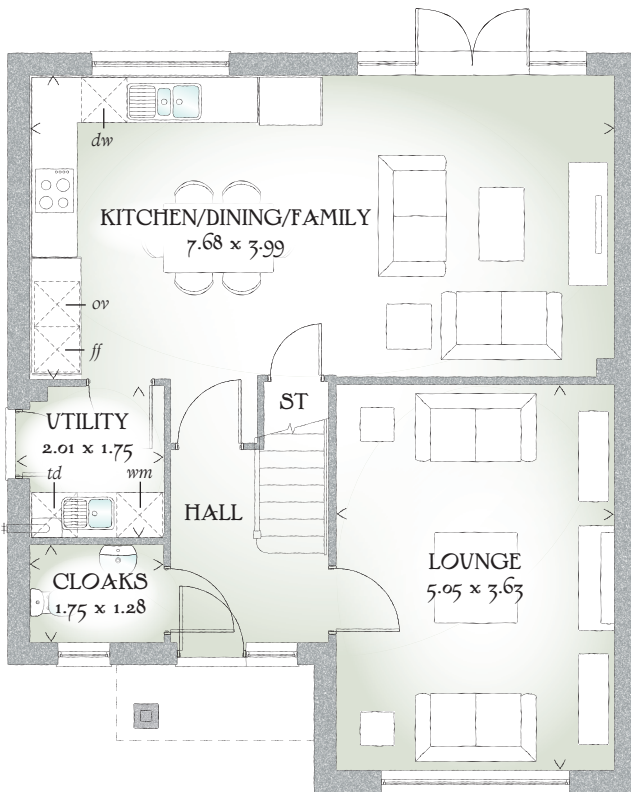 dw
KITCHEN/DINING/FAMILY
7.68 x 3.99
ov
ff
ST
UTILITY
2.01 x 1.75
td
wm
HALL
LOUNGE
5.05 x 3.63
CLOAKS
1.75 x 1.28